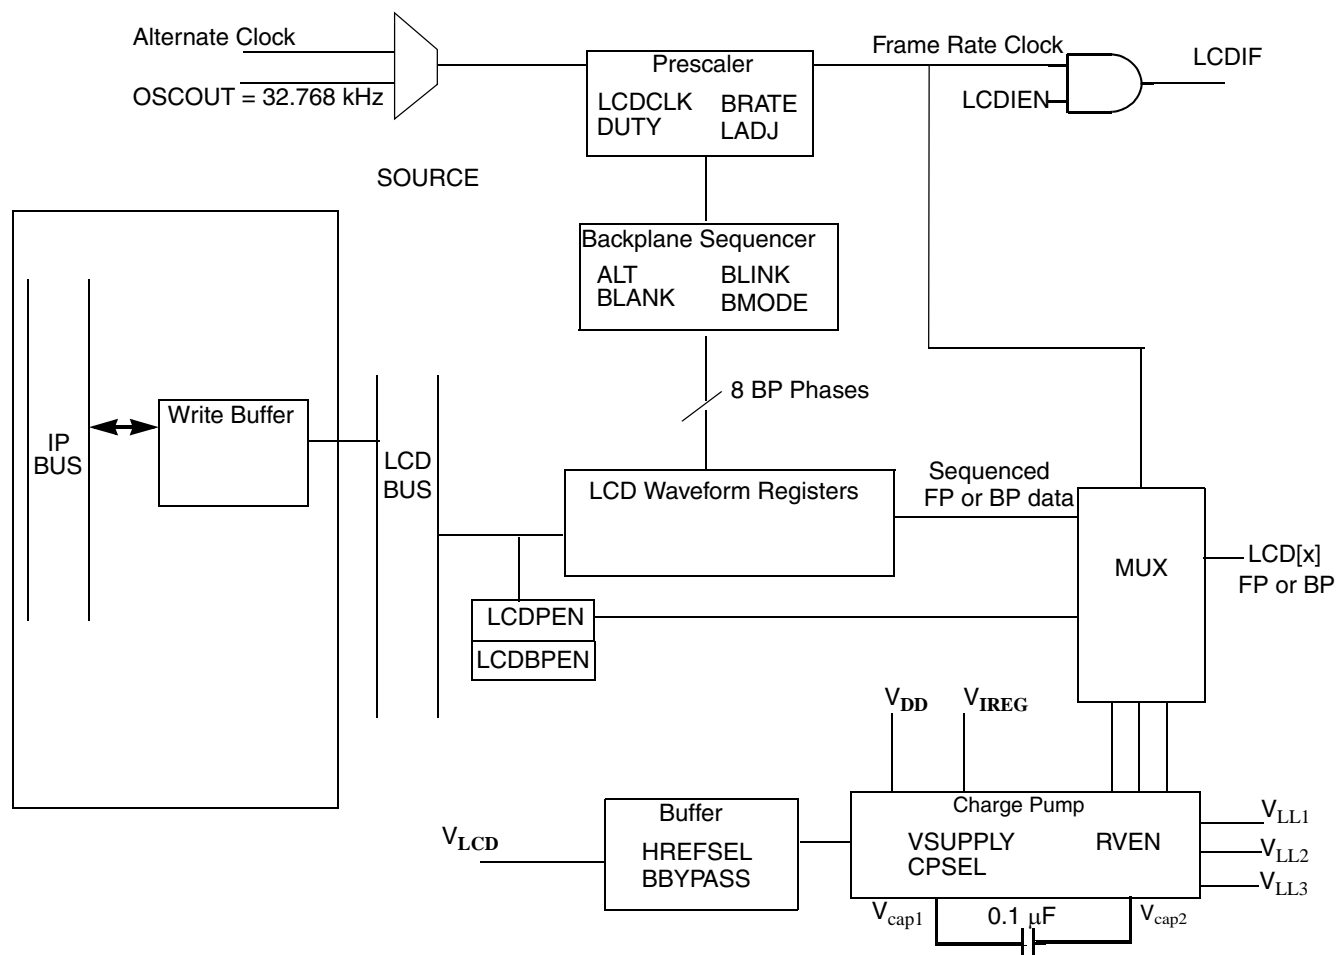 Alternate Clock
OSCOUT = 32.768 kHz
SOURCE
Prescaler
LCDCLK BRATE
DUTY LADJ
Frame Rate Clock
LCDIEN
LCDIF
Backplane Sequencer
ALT BLINK
BLANK BMODE
8 BP Phases
IP
BUS
Write Buffer
LCD
BUS
LCD Waveform Registers
Sequenced
FP or BP data
MUX
LCD[x]
FP or BP
LCDPEN
LCDBPEN
VDD
VIREG
VLCD
Buffer
HREFSEL
BBYPASS
Charge Pump
VSUPPLY RVEN
CPSEL
VLL1
VLL2
VLL3
Vcap1
0.1 μF
Vcap2